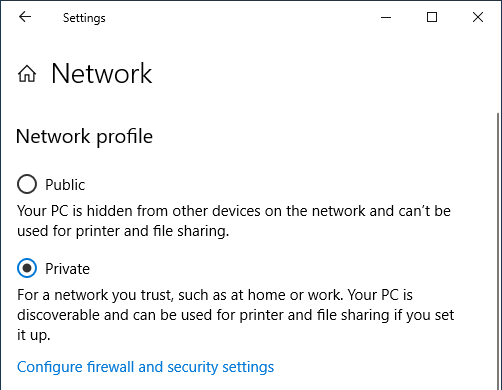 Settings
Network
Network profile
Public
Your PC is hidden from other devices on the network and can't be
used for printer and file sharing.
Private
For a network you trust, such as at home or work. Your PC is
discoverable and can be used for printer and file sharing if you set
it up.
Configure firewall and security settings